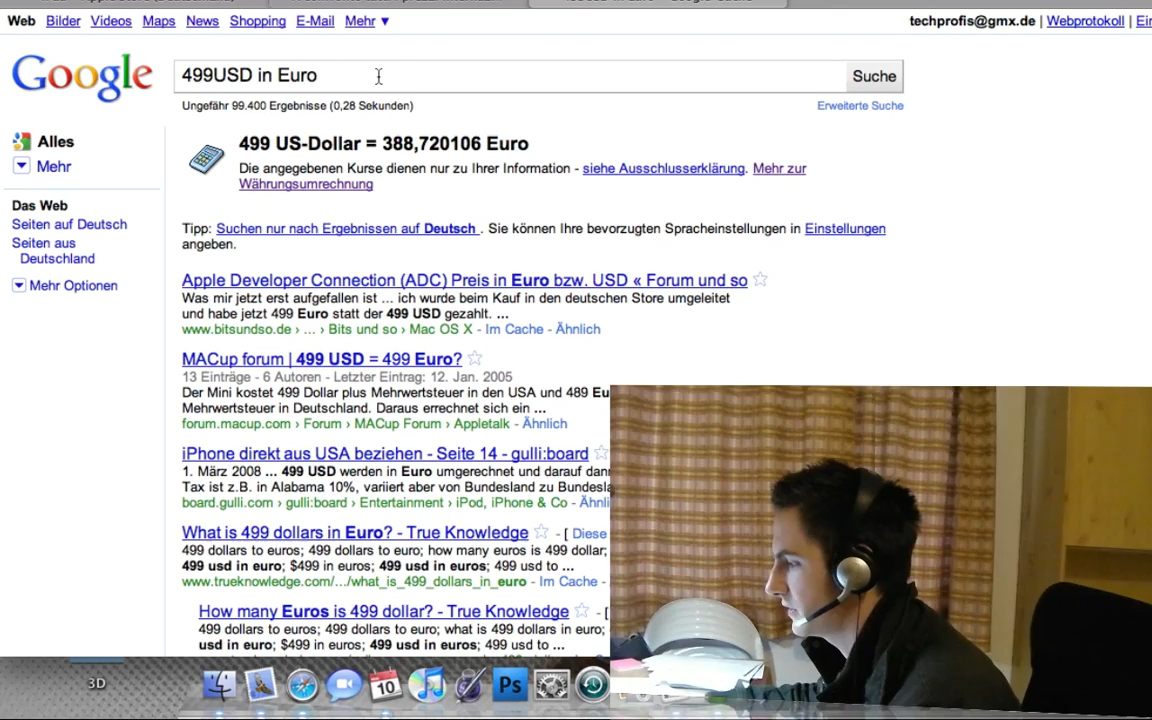 Web Bilder Videos Maps News Shopping E-Mail Mehr ▼
techprofis@gmx.de | Webprotokoll |
Google
499USD in Euro
Suche
Ungefähr 99.400 Ergebnisse (0,28 Sekunden)
Erweiterte Suche
Alles
Mehr
Das Web
Seiten auf Deutsch
Seiten aus
Deutschland
Mehr Optionen
499 US-Dollar = 388,720106 Euro
Die angegebenen Kurse dienen nur zu Ihrer Information - siehe Ausschlusserklärung. Mehr zur
Währungsumrechnung
Tipp: Suchen nur nach Ergebnissen auf Deutsch . Sie können Ihre bevorzugten Spracheinstellungen in Einstellungen
angeben.
Apple Developer Connection (ADC) Preis in Euro bzw. USD « Forum und so
Was mir jetzt erst aufgefallen ist ... ich wurde beim Kauf in den deutschen Store umgeleitet
und habe jetzt 499 Euro statt der 499 USD gezahlt. ...
www.bitsundso.de › ... › Bits und so › Mac OS X - Im Cache - Ähnlich
MACup forum | 499 USD = 499 Euro?
13 Einträge - 6 Autoren - Letzter Eintrag: 12. Jan. 2005
Der Mini kostet 499 Dollar plus Mehrwertsteuer in den USA und 489
Mehrwertsteuer in Deutschland. Daraus errechnet sich ein ...
forum.macup.com › Forum › MACup Forum › Appletalk - Ähnlich
iPhone direkt aus USA beziehen - Seite 14 - gulli:board
1. März 2008 ... 499 USD werden in Euro umgerechnet und darauf
Tax ist z.B. in Alabama 10%, variiert aber von Bundesland zu
board.gulli.com › gulli:board › Entertainment › iPod, iPhone & Co -
What is 499 dollars in Euro? - True Knowledge - [ Diese
499 dollars to euros; 499 dollars to euro; how many euros is 499 dollar;
499 usd in euro; $499 in euros; 499 usd in euros; 499 usd to ...
www.trueknowledge.com/.../what_is_499_dollars_in_euro - Im Cache -
How many Euros is 499 dollar? - True Knowledge - [
499 dollars to euros; 499 dollars to euro; what is 499 dollars in euro;
usd in euro; $499 in euros; 499 usd in euros; 499 usd to ...
3D
10
Ps